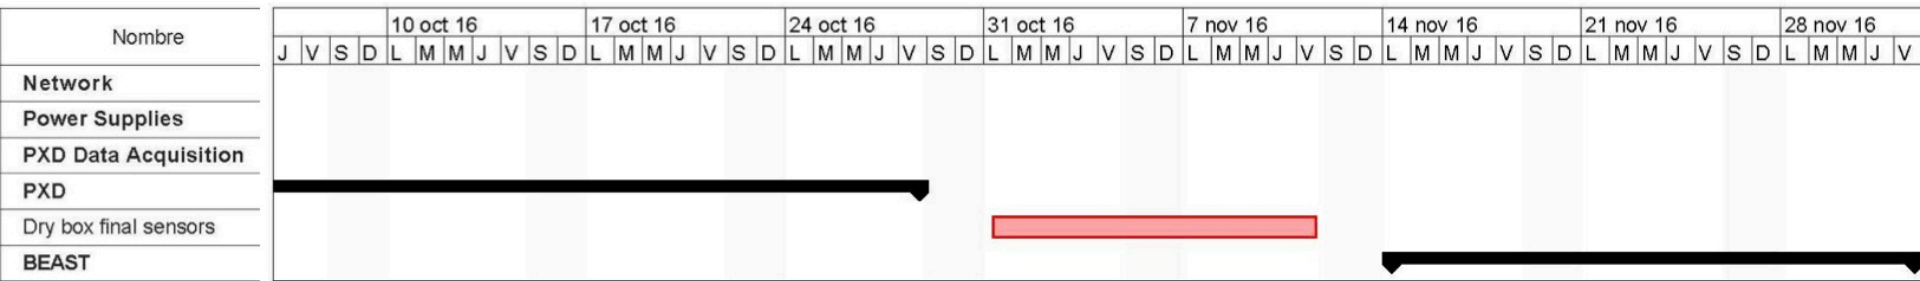 Nombre
10 oct 16 17 oct 16 24 oct 16 31 oct 16 7 nov 16 14 nov 16 21 nov 16 28 nov 16
J V S D L M M J V S D L M M J V S D L M M J V S D L M M J V S D L M M J V S D L M M J V S D L M M J V S D L M M J V
Network
Power Supplies
PXD Data Acquisition
PXD
Dry box final sensors
BEAST